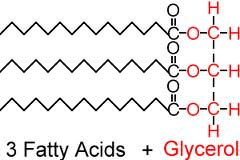 O H
C-O-C-H
O
C-O-C-H
O
C-O-C-H
H
3 Fatty Acids + Glycerol